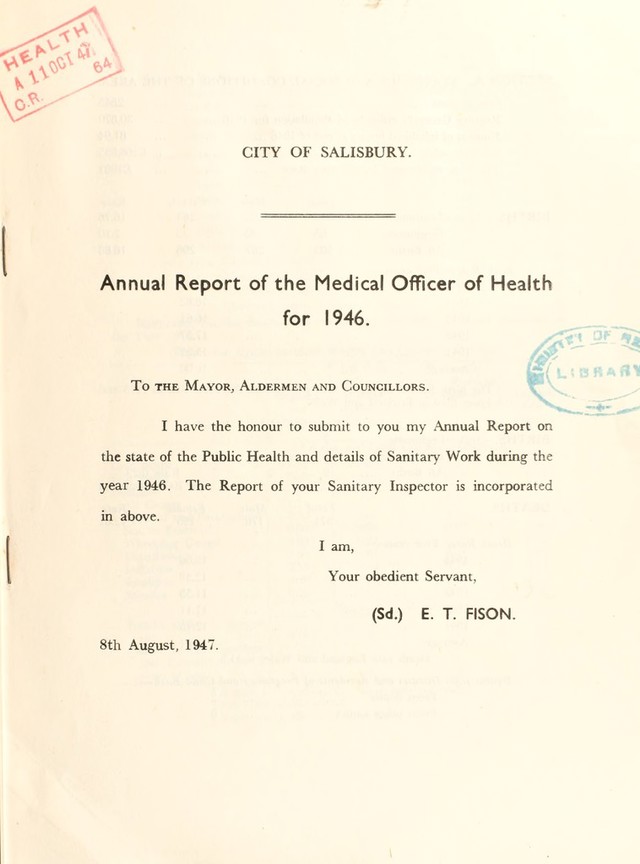 HEALTH
A 11 OCT 47
C.R. 64
CITY OF SALISBURY.
Annual Report of the Medical Officer of Health
for 1946.
MINISTRY OF
LIBRARY
To the Mayor, Aldermen and Councillors.
I have the honour to submit to you my Annual Report on
the state of the Public Health and details of Sanitary Work during the
year 1946. The Report of your Sanitary Inspector is incorporated
in above.
I am,
Your obedient Servant,
(Sd.) E. T. FISON.
8th August, 1947.